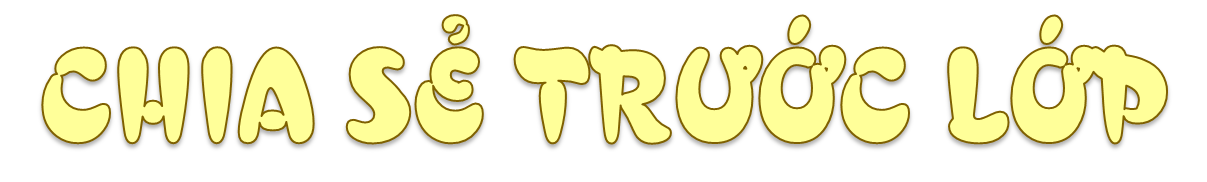 CHIA SẺ TRƯỚC LỚP